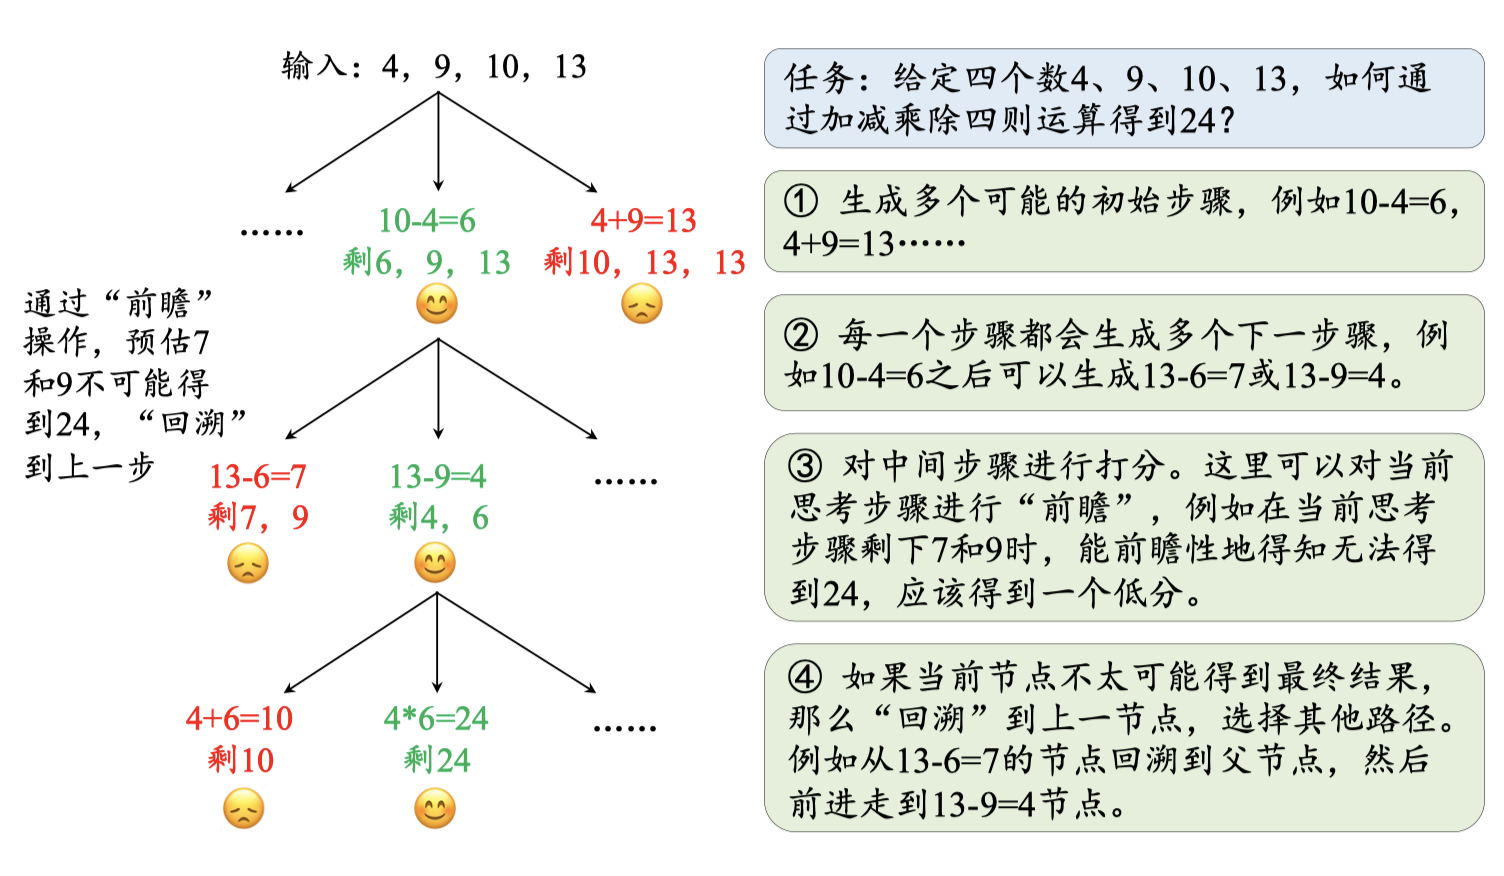 输入：4，9，10，13
……
10-4=6
剩6，9，13
4+9=13
剩10，13，13
通过“前瞻”
操作，预估7
和9不可能得
到24，“回溯”
到上一步
13-6=7
剩7，9
13-9=4
剩4，6
……
4+6=10
剩10
4*6=24
剩24
……
任务：给定四个数4、9、10、13，如何通
过加减乘除四则运算得到24？
① 生成多个可能的初始步骤，例如10-4=6，
4+9=13……
② 每一个步骤都会生成多个下一步骤，例
如10-4=6之后可以生成13-6=7或13-9=4。
③ 对中间步骤进行打分。这里可以对当前
思考步骤进行“前瞻”，例如在当前思考
步骤剩下7和9时，能前瞻性地得知无法得
到24，应该得到一个低分。
④ 如果当前节点不太可能得到最终结果，
那么“回溯”到上一节点，选择其他路径。
例如从13-6=7的节点回溯到父节点，然后
前进走到13-9=4节点。